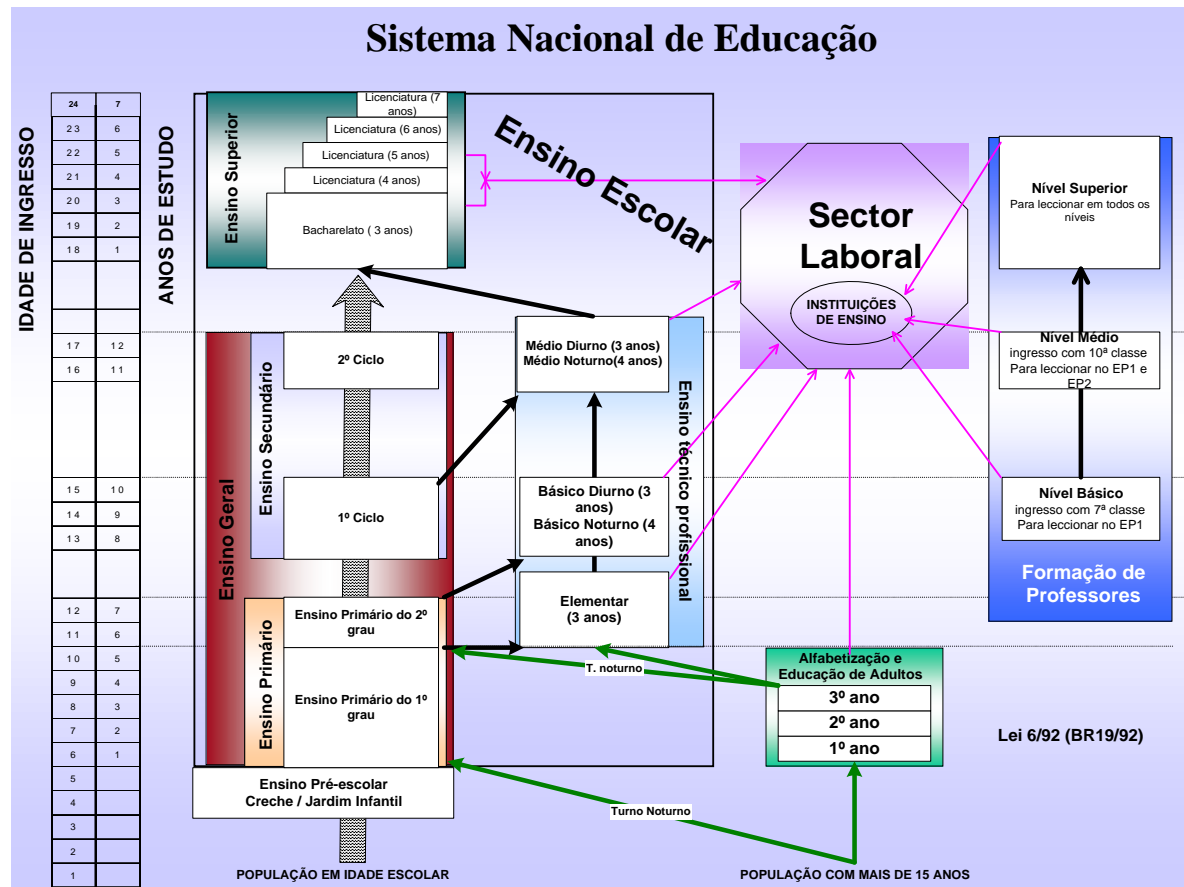 Sistema Nacional de Educação
IDADE DE INGRESSO
ANOS DE ESTUDO
24 7
23 6
22 5
21 4
20 3
19 2
18 1
17 12
16 11
15 10
14 9
13 8
12 7
11 6
10 5
9 4
8 3
7 2
6 1
5
4
3
2
1
Ensino Superior
Licenciatura (7
anos)
Licenciatura (6 anos)
Licenciatura (5 anos)
Licenciatura (4 anos)
Bacharelato ( 3 anos)
Ensino Escolar
Ensino Geral
Ensino Secundário
2º Ciclo
1º Ciclo
Ensino Primário
Ensino Primário do 2º
grau
Ensino Primário do 1º
grau
Ensino Pré-escolar
Creche / Jardim Infantil
POPULAÇÃO EM IDADE ESCOLAR
Ensino técnico profissional
Médio Diurno (3 anos)
Médio Noturno(4 anos)
Básico Diurno (3
anos)
Básico Noturno (4
anos)
Elementar
(3 anos)
T. noturno
Turno Noturno
Sector
Laboral
INSTITUIÇÕES
DE ENSINO
Alfabetização e
Educação de Adultos
3º ano
2º ano
1º ano
POPULAÇÃO COM MAIS DE 15 ANOS
Nível Superior
Para leccionar em todos os
níveis
Nível Médio
ingresso com 10ª classe
Para leccionar no EP1 e
EP2
Nível Básico
ingresso com 7ª classe
Para leccionar no EP1
Formação de
Professores
Lei 6/92 (BR19/92)